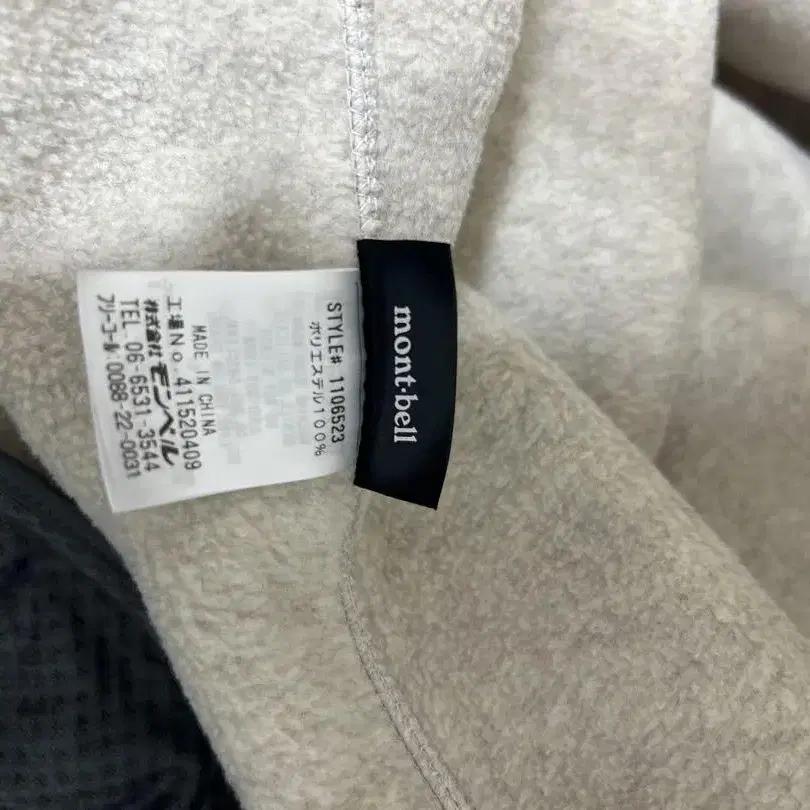 mont·bell
STYLE# 1106523
ポリエステル100%
MADE IN CHINA
工場No. 411520409
株式会社 モンベル
TEL 06-6531-3544
フリーコール 0088-22-0031